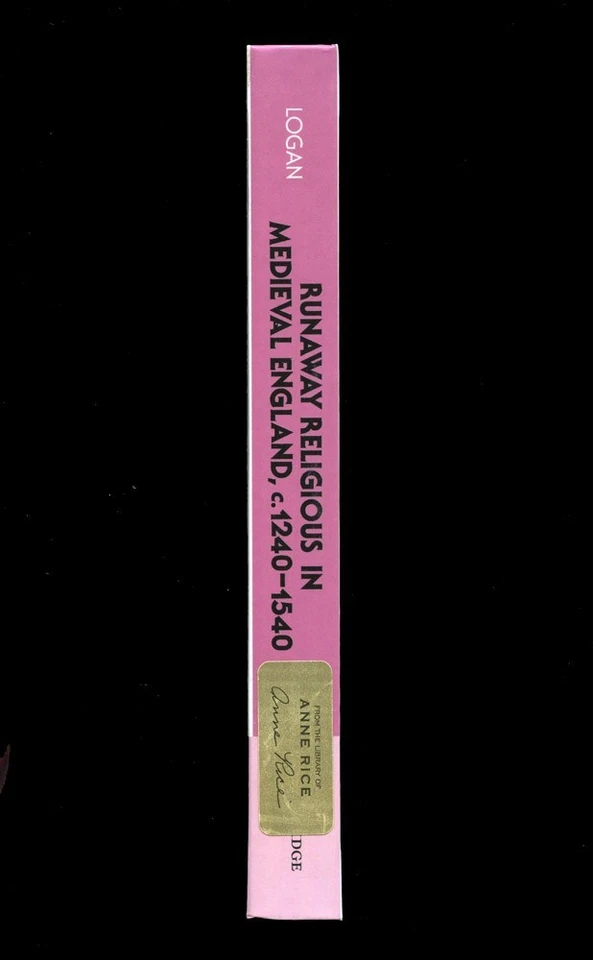 LOGAN
RUNAWAY RELIGIOUS IN
MEDIEVAL ENGLAND, c.1240–1540
FROM THE LIBRARY OF
ANNE RICE
Anne Rice
DGE